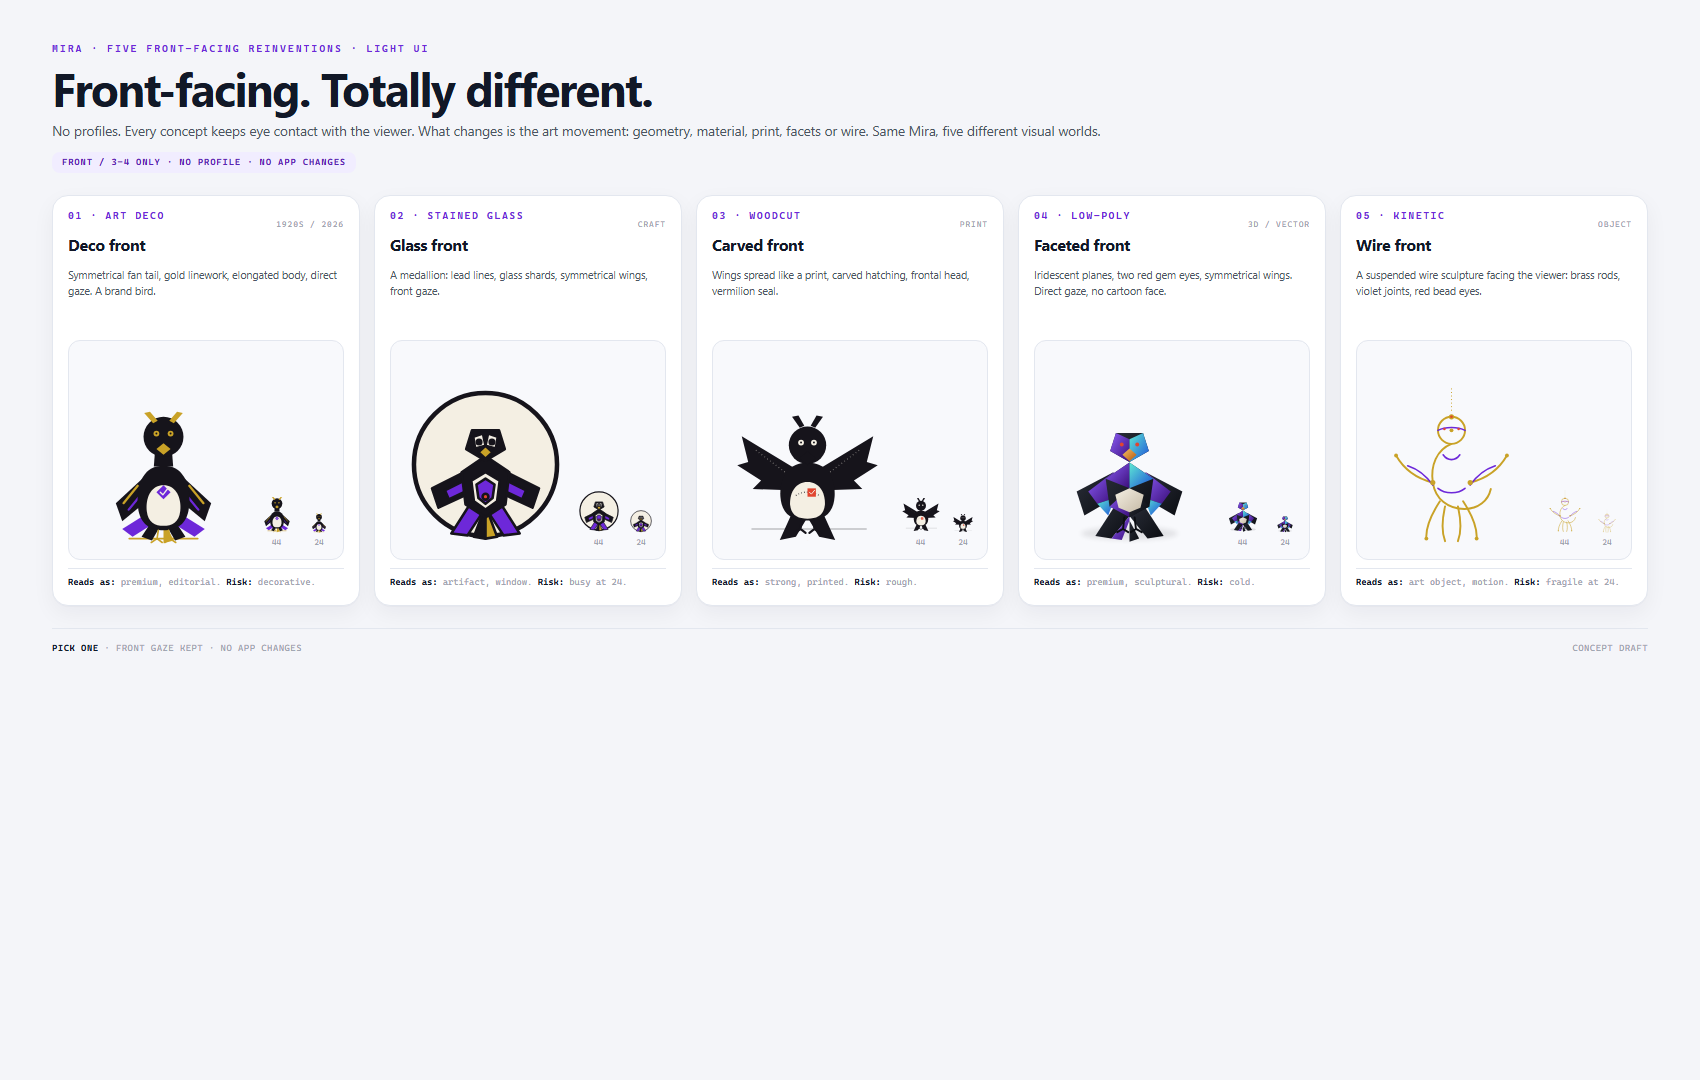 MIRA · FIVE FRONT-FACING REINVENTIONS · LIGHT UI
Front-facing. Totally different.
No profiles. Every concept keeps eye contact with the viewer. What changes is the art movement: geometry, material, print, facets or wire. Same Mira, five different visual worlds.
FRONT / 3-4 ONLY · NO PROFILE · NO APP CHANGES
01 · ART DECO
1920S / 2026
Deco front
Symmetrical fan tail, gold linework, elongated body, direct
gaze. A brand bird.
44
24
Reads as: premium, editorial. Risk: decorative.
02 · STAINED GLASS
CRAFT
Glass front
A medallion: lead lines, glass shards, symmetrical wings,
front gaze.
44
24
Reads as: artifact, window. Risk: busy at 24.
03 · WOODCUT
PRINT
Carved front
Wings spread like a print, carved hatching, frontal head,
vermilion seal.
44
24
Reads as: strong, printed. Risk: rough.
04 · LOW-POLY
3D / VECTOR
Faceted front
Iridescent planes, two red gem eyes, symmetrical wings.
Direct gaze, no cartoon face.
44
24
Reads as: premium, sculptural. Risk: cold.
05 · KINETIC
OBJECT
Wire front
A suspended wire sculpture facing the viewer: brass rods,
violet joints, red bead eyes.
44
24
Reads as: art object, motion. Risk: fragile at 24.
PICK ONE · FRONT GAZE KEPT · NO APP CHANGES
CONCEPT DRAFT